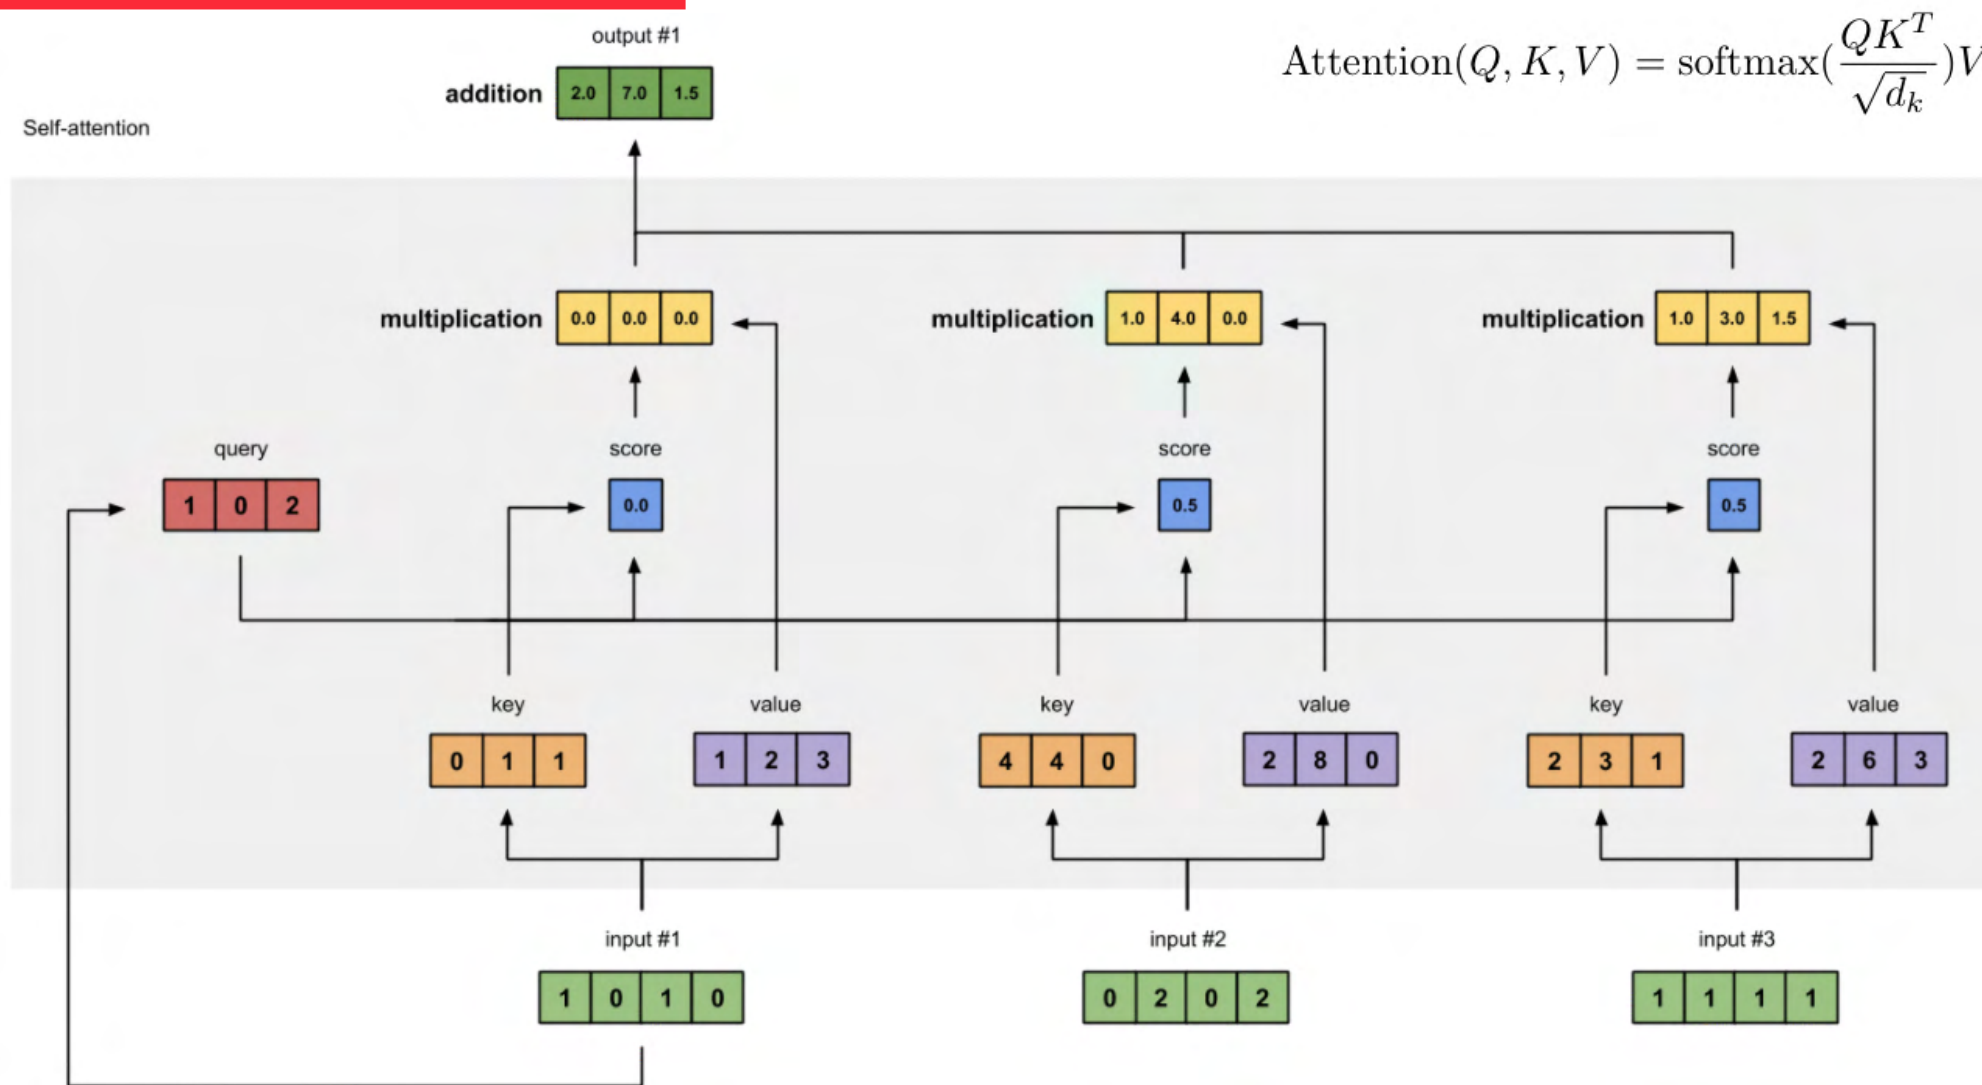 output #1
Attention(Q, K, V) = softmax(QK^T / √d_k)V
addition 2.0 7.0 1.5
Self-attention
multiplication 0.0 0.0 0.0 multiplication 1.0 4.0 0.0 multiplication 1.0 3.0 1.5
query score score score
1 0 2 0.0 0.5 0.5
key value key value key value
0 1 1 1 2 3 4 4 0 2 8 0 2 3 1 2 6 3
input #1 input #2 input #3
1 0 1 0 0 2 0 2 1 1 1 1